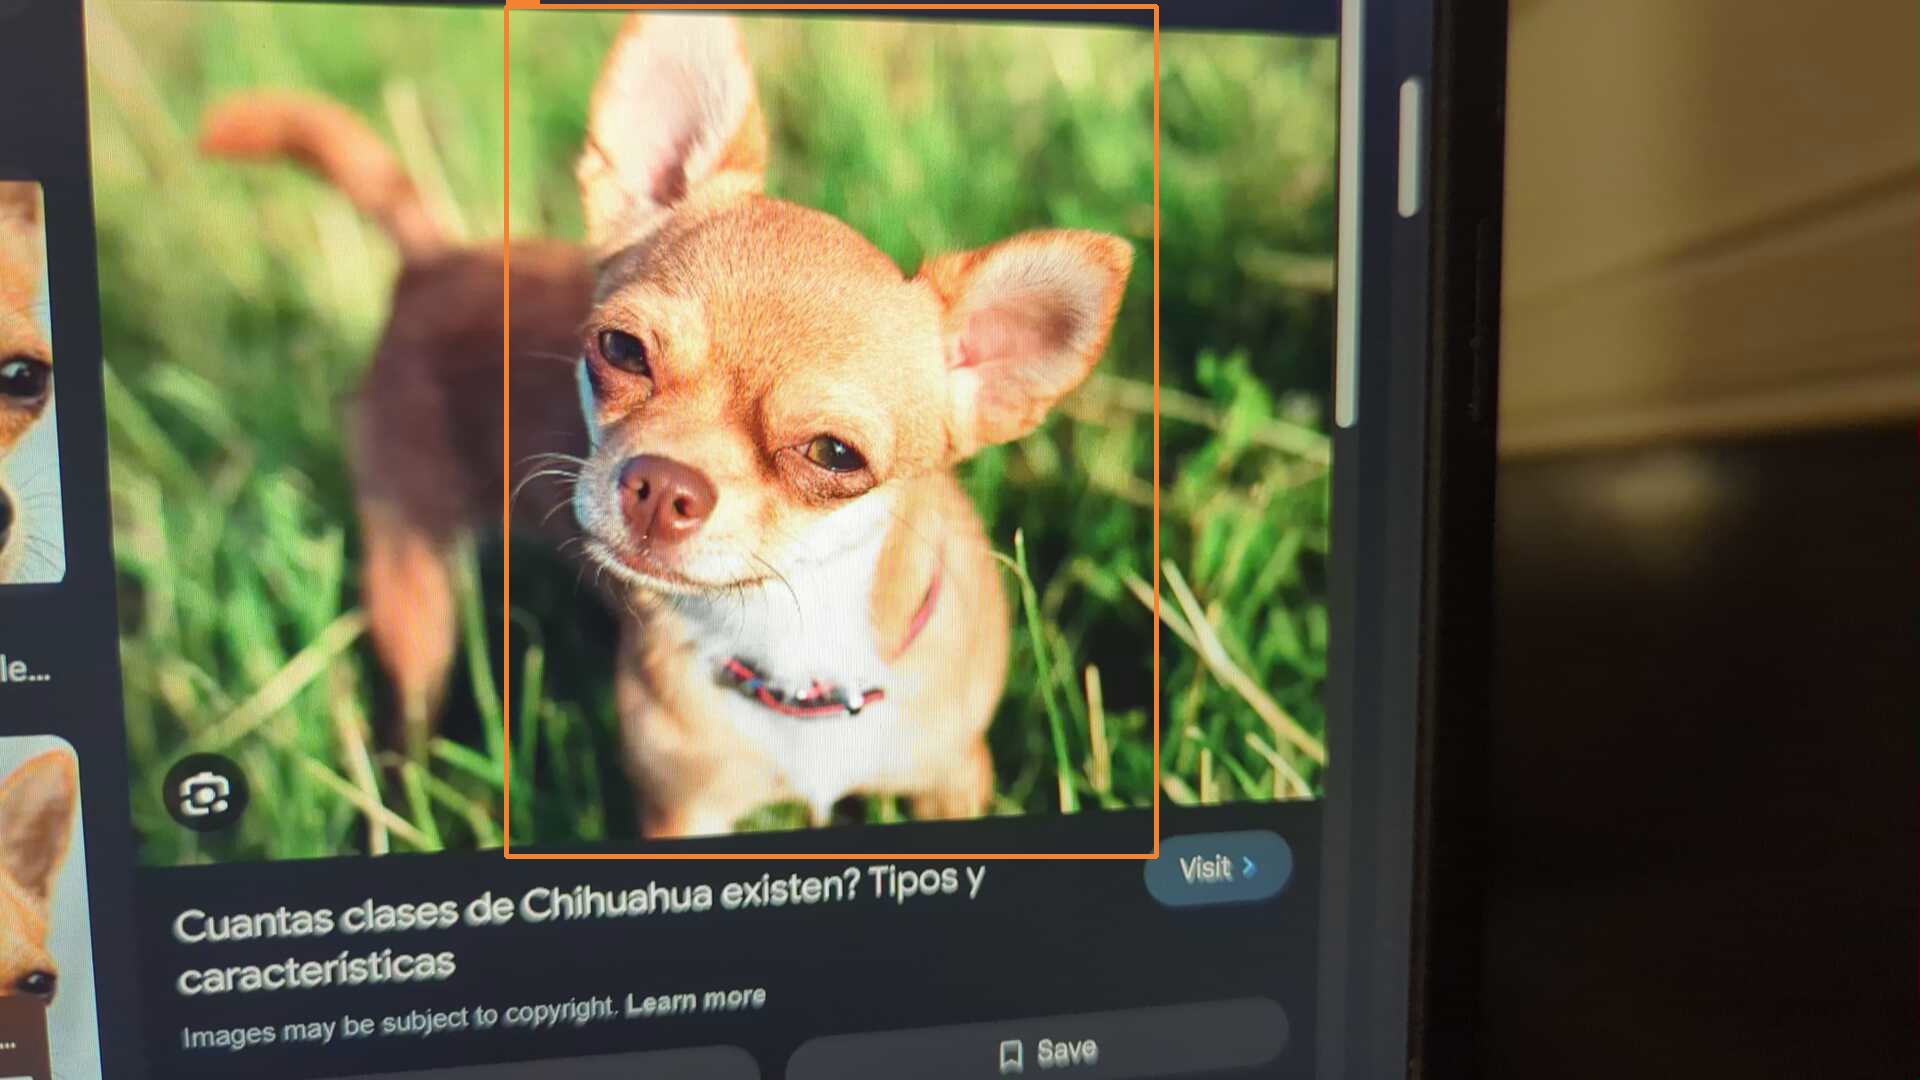 le...
Cuantas clases de Chihuahua existen? Tipos y
características
Visit >
Images may be subject to copyright. Learn more
Save
...